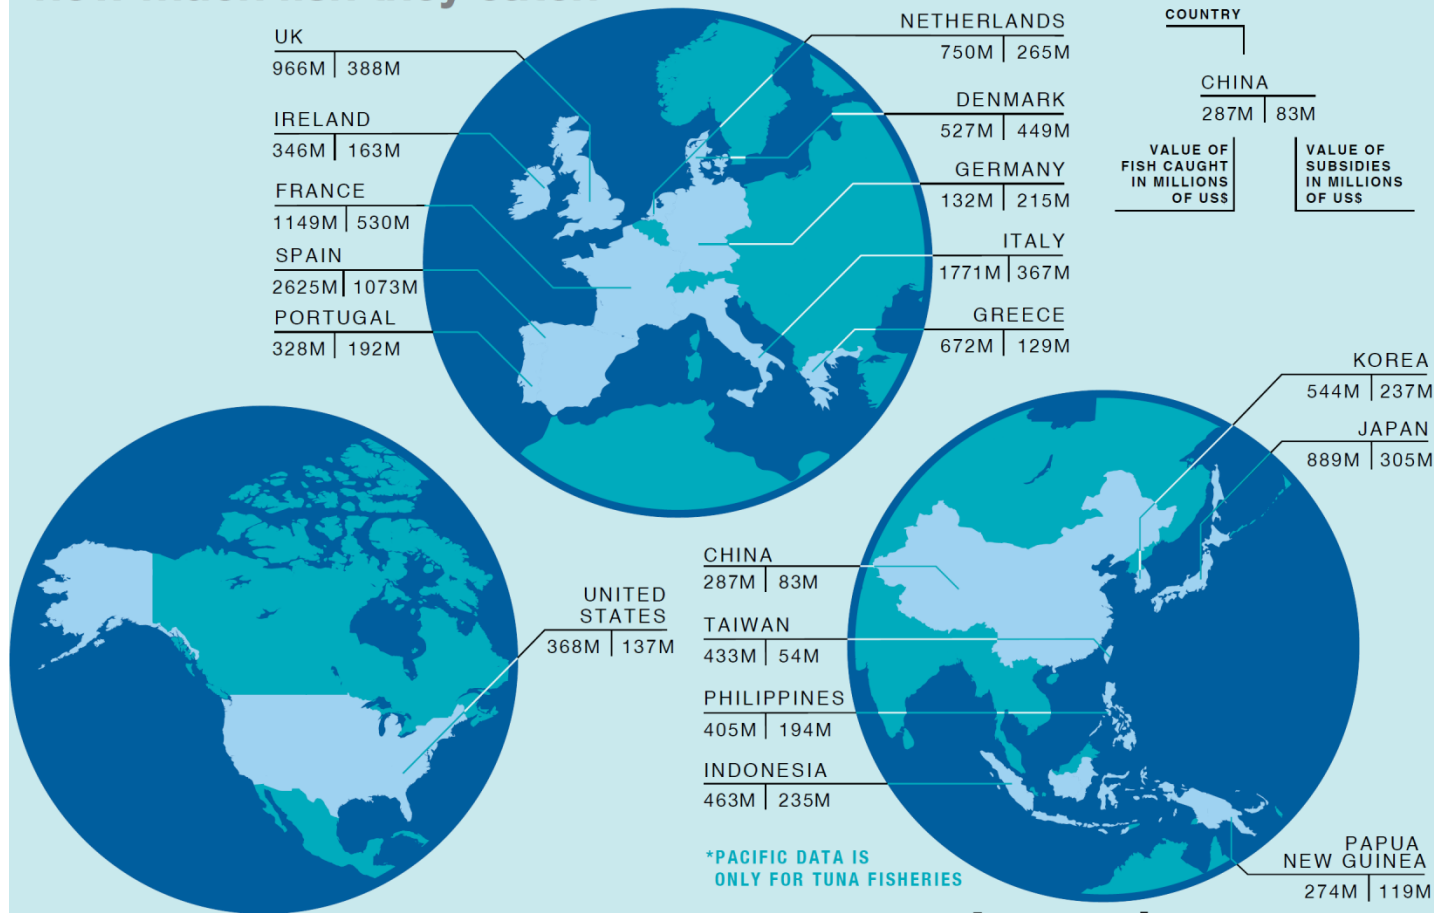 UK
966M | 388M
IRELAND
346M | 163M
FRANCE
1149M | 530M
SPAIN
2625M | 1073M
PORTUGAL
328M | 192M
NETHERLANDS
750M | 265M
DENMARK
527M | 449M
GERMANY
132M | 215M
ITALY
1771M | 367M
GREECE
672M | 129M
COUNTRY
CHINA
287M | 83M
VALUE OF
FISH CAUGHT
IN MILLIONS
OF US$
VALUE OF
SUBSIDIES
IN MILLIONS
OF US$
UNITED
STATES
368M | 137M
KOREA
544M | 237M
JAPAN
889M | 305M
CHINA
287M | 83M
TAIWAN
433M | 54M
PHILIPPINES
405M | 194M
INDONESIA
463M | 235M
PAPUA
NEW GUINEA
274M | 119M
*PACIFIC DATA IS
ONLY FOR TUNA FISHERIES